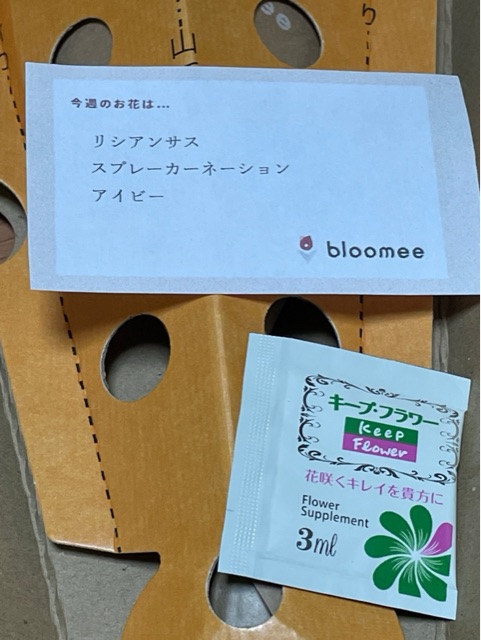 り
山
今週のお花は...
リシアンサス
スプレーカーネーション
アイビー
bloomee
キープ・フラワー
Keep
Flower
花咲くキレイを貴方に
Flower
Supplement
3ml